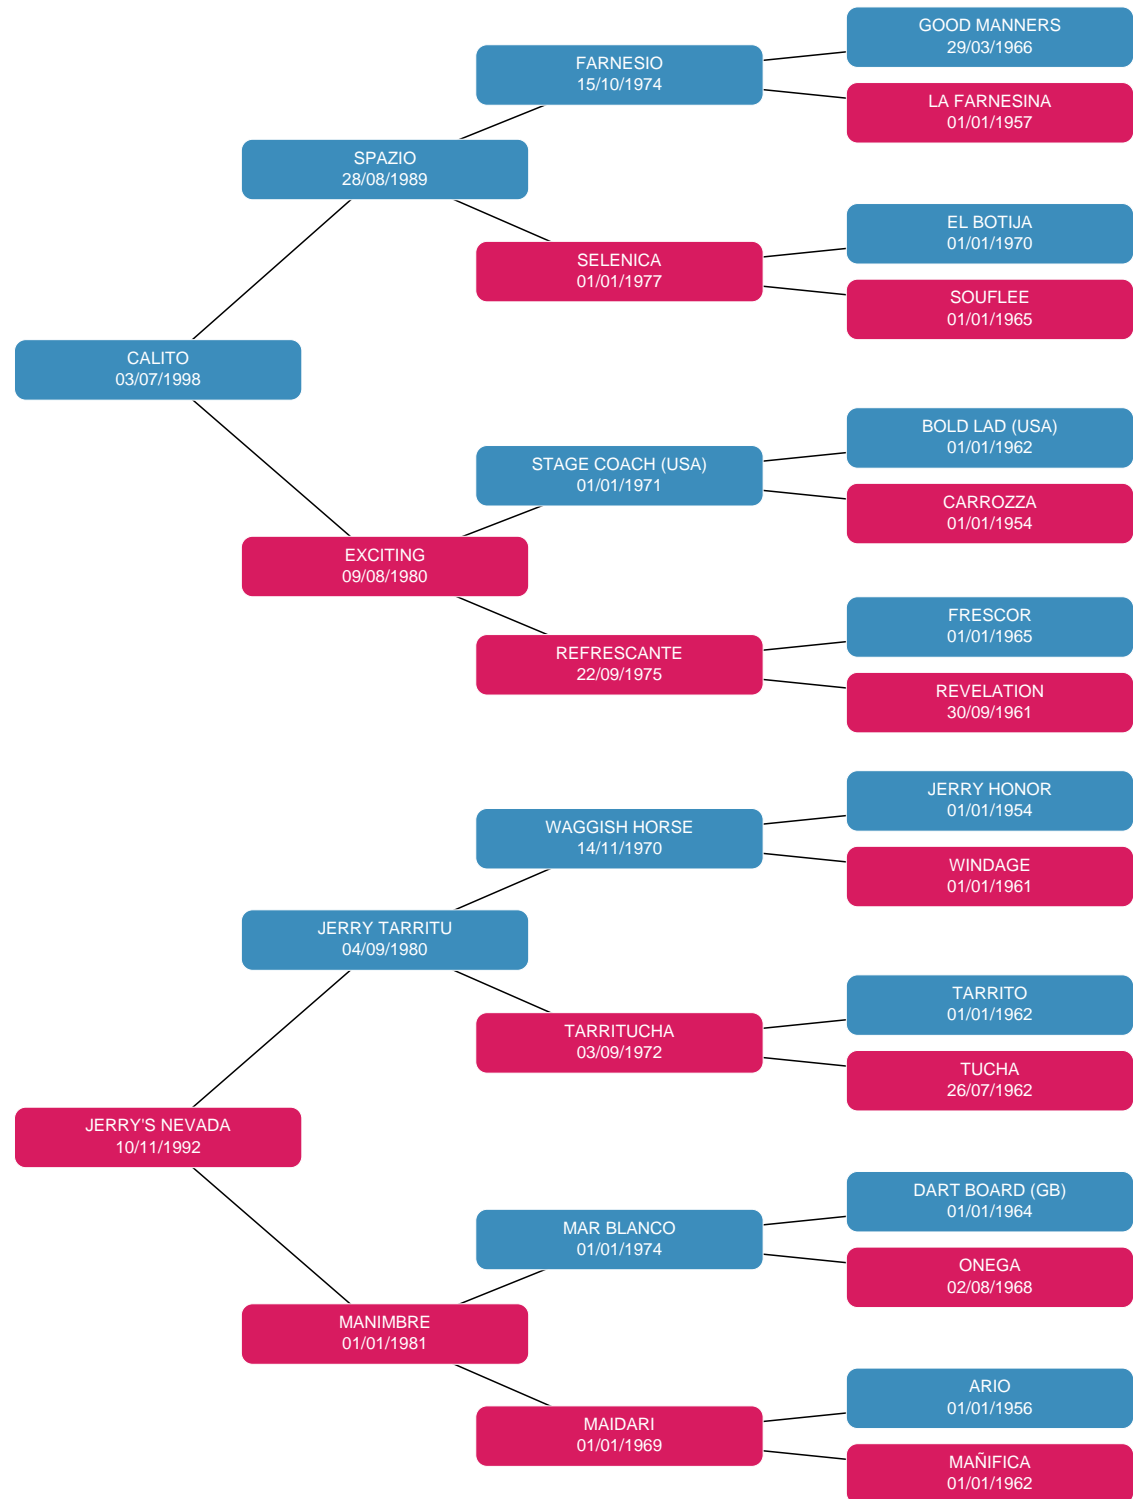 GOOD MANNERS
29/03/1966
FARNESIO
15/10/1974
LA FARNESINA
01/01/1957
SPAZIO
28/08/1989
EL BOTIJA
01/01/1970
SELENICA
01/01/1977
SOUFLEE
01/01/1965
CALITO
03/07/1998
BOLD LAD (USA)
01/01/1962
STAGE COACH (USA)
01/01/1971
CARROZZA
01/01/1954
EXCITING
09/08/1980
FRESCOR
01/01/1965
REFRESCANTE
22/09/1975
REVELATION
30/09/1961
JERRY HONOR
01/01/1954
WAGGISH HORSE
14/11/1970
WINDAGE
01/01/1961
JERRY TARRITU
04/09/1980
TARRITO
01/01/1962
TARRITUCHA
03/09/1972
TUCHA
26/07/1962
JERRY'S NEVADA
10/11/1992
DART BOARD (GB)
01/01/1964
MAR BLANCO
01/01/1974
ONEGA
02/08/1968
MANIMBRE
01/01/1981
ARIO
01/01/1956
MAIDARI
01/01/1969
MAÑIFICA
01/01/1962